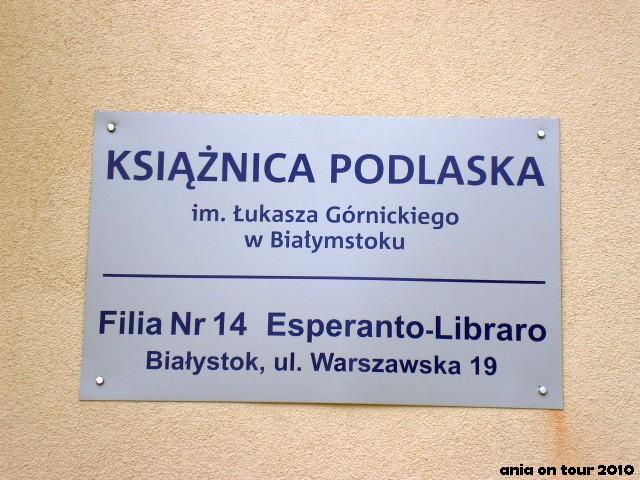 KSIĄŻNICA PODLASKA
im. Łukasza Górnickiego
w Białymstoku
Filia Nr 14 Esperanto-Libraro
Białystok, ul. Warszawska 19
ania on tour 2010